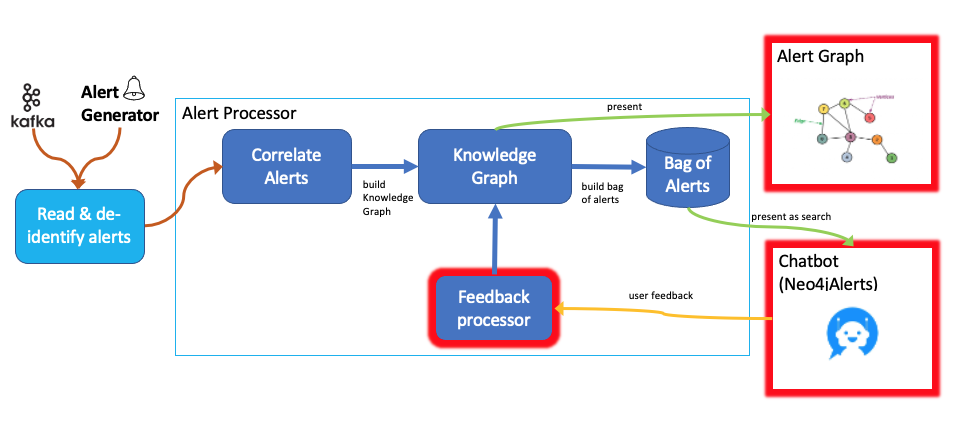 Alert Graph
Alert
Generator
kafka
Alert Processor
present
Correlate
Alerts
Knowledge
Graph
Bag of
Alerts
build
Knowledge
Graph
build bag
of alerts
Read & de-
identify alerts
present as search
Chatbot
(Neo4jAlerts)
Feedback
processor
user feedback